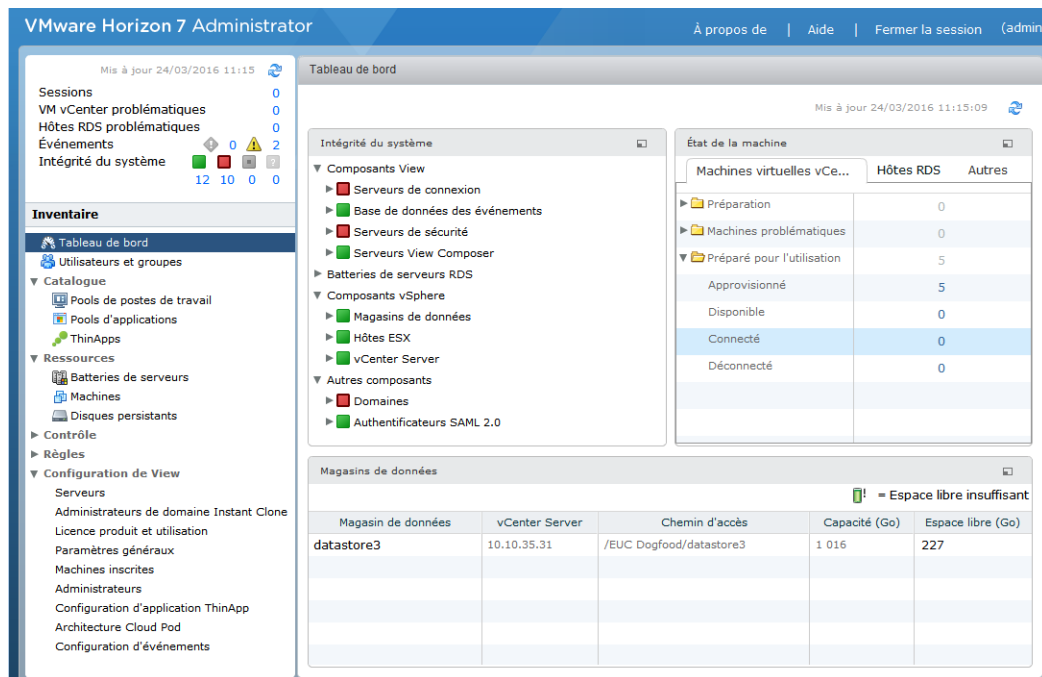 VMware Horizon 7 Administrator
À propos de | Aide | Fermer la session (admin
Mis à jour 24/03/2016 11:15
Sessions 0
VM vCenter problématiques 0
Hôtes RDS problématiques 0
Événements 0 2
Intégrité du système
12 10 0 0
Inventaire
Tableau de bord
Utilisateurs et groupes
Catalogue
Pools de postes de travail
Pools d'applications
ThinApps
Ressources
Batteries de serveurs
Machines
Disques persistants
Contrôle
Règles
Configuration de View
Serveurs
Administrateurs de domaine Instant Clone
Licence produit et utilisation
Paramètres généraux
Machines inscrites
Administrateurs
Configuration d'application ThinApp
Architecture Cloud Pod
Configuration d'événements
Tableau de bord
Mis à jour 24/03/2016 11:15:09
Intégrité du système
Composants View
Serveurs de connexion
Base de données des événements
Serveurs de sécurité
Serveurs View Composer
Batteries de serveurs RDS
Composants vSphere
Magasins de données
Hôtes ESX
vCenter Server
Autres composants
Domaines
Authentificateurs SAML 2.0
État de la machine
Machines virtuelles vCe... Hôtes RDS Autres
Préparation 0
Machines problématiques 0
Préparé pour l'utilisation 5
Approvisionné 5
Disponible 0
Connecté 0
Déconnecté 0
Magasins de données
! = Espace libre insuffisant
Magasin de données vCenter Server Chemin d'accès Capacité (Go) Espace libre (Go)
datastore3 10.10.35.31 /EUC Dogfood/datastore3 1 016 227